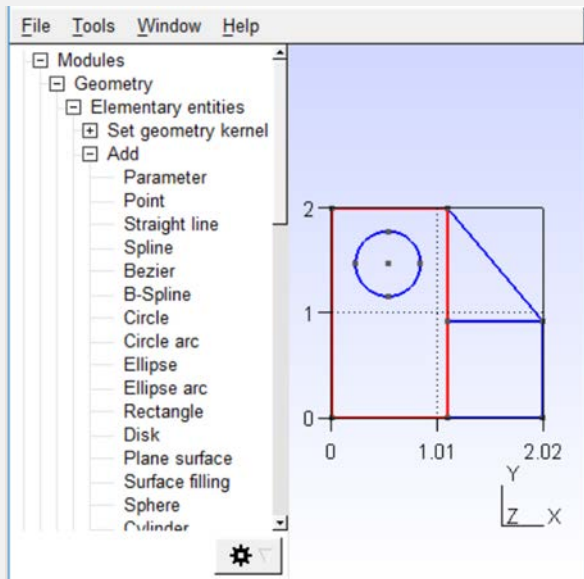 File Tools Window Help
Modules
Geometry
Elementary entities
Set geometry kernel
Add
Parameter
Point
Straight line
Spline
Bezier
B-Spline
Circle
Circle arc
Ellipse
Ellipse arc
Rectangle
Disk
Plane surface
Surface filling
Sphere
Cylinder
2
1
0
0 1.01 2.02
Y
Z X